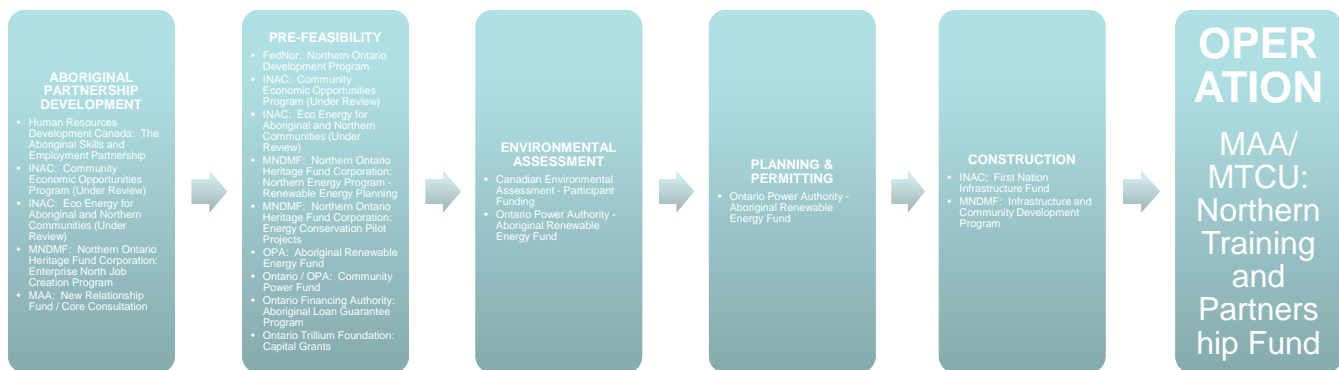 ABORIGINAL
PARTNERSHIP
DEVELOPMENT
• Human Resources
Development Canada: The
Aboriginal Skills and
Employment Partnership
• INAC: Community
Economic Opportunities
Program (Under Review)
• INAC: Eco Energy for
Aboriginal and Northern
Communities (Under
Review)
• MNDMF: Northern Ontario
Heritage Fund Corporation:
Enterprise North Job
Creation Program
• MAA: New Relationship
Fund / Core Consultation
PRE-FEASIBILITY
• FedNor: Northern Ontario
Development Program
• INAC: Community
Economic Opportunities
Program (Under Review)
• INAC: Eco Energy for
Aboriginal and Northern
Communities (Under
Review)
• MNDMF: Northern Ontario
Heritage Fund Corporation:
Northern Energy Program -
Renewable Energy Planning
• MNDMF: Northern Ontario
Heritage Fund Corporation:
Energy Conservation Pilot
Projects
• OPA: Aboriginal Renewable
Energy Fund
• Ontario / OPA: Community
Power Fund
• Ontario Financing Authority:
Aboriginal Loan Guarantee
Program
• Ontario Trillium Foundation:
Capital Grants
ENVIRONMENTAL
ASSESSMENT
• Canadian Environmental
Assessment - Participant
Funding
• Ontario Power Authority -
Aboriginal Renewable
Energy Fund
PLANNING &
PERMITTING
• Ontario Power Authority -
Aboriginal Renewable
Energy Fund
CONSTRUCTION
• INAC: First Nation
Infrastructure Fund
• MNDMF: Infrastructure and
Community Development
Program
OPER
ATION
MAA/
MTCU:
Northern
Training
and
Partners
hip Fund